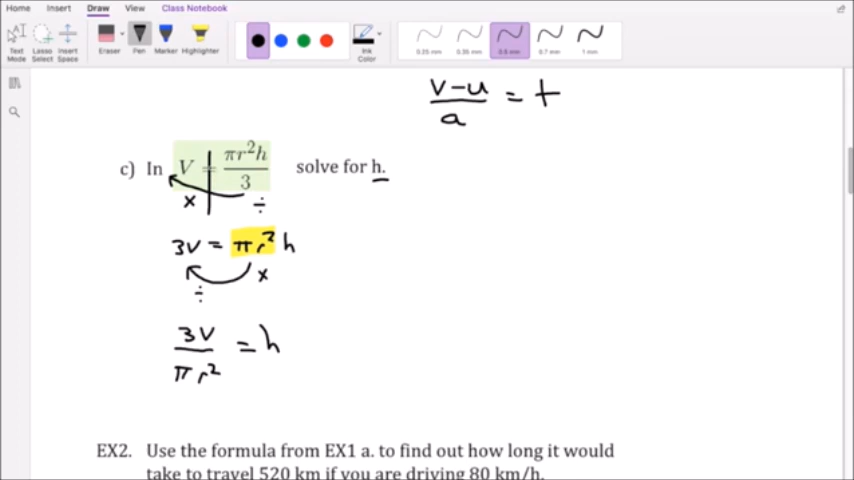 Home Insert Draw View Class Notebook
Text Mode Lasso Select Insert Space Eraser Pen Marker Highlighter Ink Color 0.25 mm 0.35 mm 0.5 mm 0.7 mm 1 mm
v-u/a = t
c) In V = πr²h/3 solve for h.
x ÷
3V = πr² h
x
÷
3V/πr² = h
EX2. Use the formula from EX1 a. to find out how long it would
take to travel 520 km if you are driving 80 km/h.